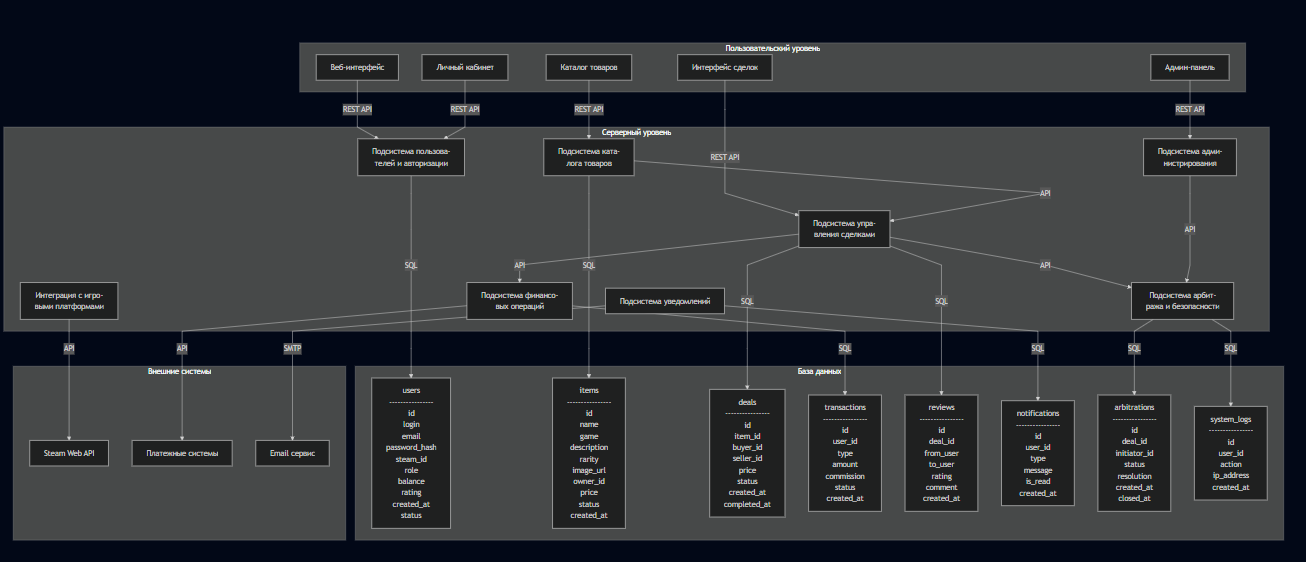 Пользовательский уровень
Веб-интерфейс
Личный кабинет
Каталог товаров
Интерфейс сделок
Админ-панель
REST API
REST API
REST API
REST API
Серверный уровень
Подсистема пользова-
телей и авторизации
Подсистема ката-
лога товаров
REST API
Подсистема адми-
нистрирования
API
Подсистема упра-
вления сделками
API
SQL
API
SQL
API
Интеграция с игро-
выми платформами
Подсистема финансо-
вых операций
Подсистема уведомлений
SQL
SQL
Подсистема арбит-
ража и безопасности
API
API
SMTP
SQL
SQL
SQL
SQL
Внешние системы
Steam Web API
Платежные системы
Email сервис
База данных
users
----------------
id
login
email
password_hash
steam_id
role
balance
rating
created_at
status
items
----------------
id
name
game
description
rarity
image_url
owner_id
price
status
created_at
deals
----------------
id
item_id
buyer_id
seller_id
price
status
created_at
completed_at
transactions
----------------
id
user_id
type
amount
commission
status
created_at
reviews
----------------
id
deal_id
from_user
to_user
rating
comment
created_at
notifications
----------------
id
user_id
type
message
is_read
created_at
arbitrations
----------------
id
deal_id
initiator_id
status
resolution
created_at
closed_at
system_logs
----------------
id
user_id
action
ip_address
created_at